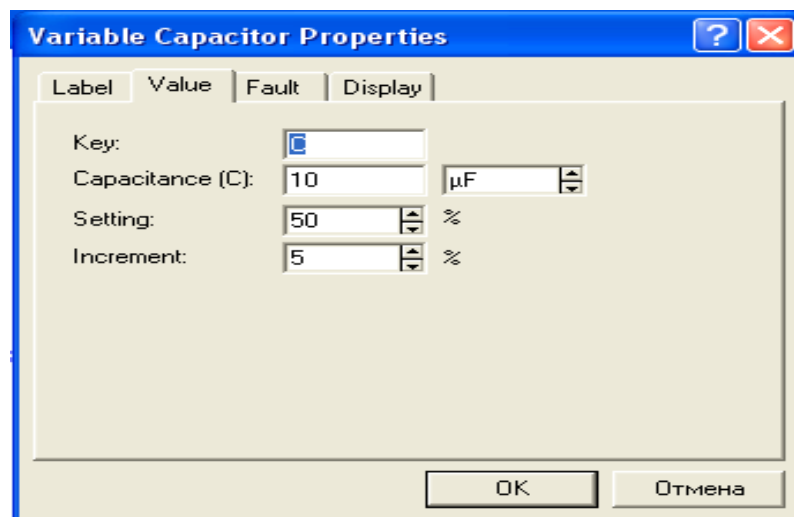 Variable Capacitor Properties
Label Value Fault Display
Key: C
Capacitance (C): 10 µF
Setting: 50 %
Increment: 5 %
OK Отмена